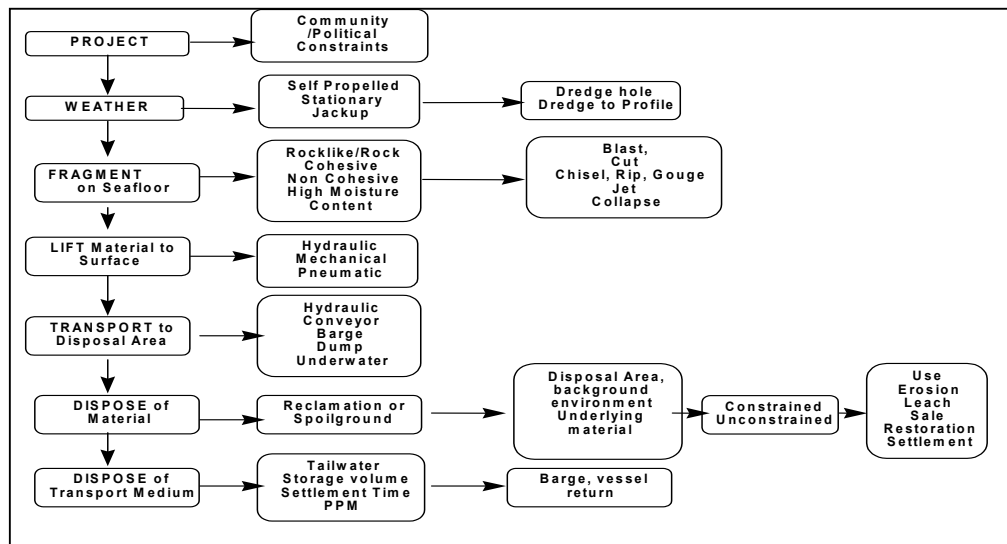 PROJECT
Community
/Political
Constraints
WEATHER
Self Propelled
Stationary
Jackup
Dredge hole
Dredge to Profile
FRAGMENT
on Seafloor
Rocklike/Rock
Cohesive
Non Cohesive
High Moisture
Content
Blast,
Cut
Chisel, Rip, Gouge
Jet
Collapse
LIFT Material to
Surface
Hydraulic
Mechanical
Pneumatic
TRANSPORT to
Disposal Area
Hydraulic
Conveyor
Barge
Dump
Underwater
DISPOSE of
Material
Reclamation or
Spoilground
Disposal Area,
background
environment
Underlying
material
Constrained
Unconstrained
Use
Erosion
Leach
Sale
Restoration
Settlement
DISPOSE of
Transport Medium
Tailwater
Storage volume
Settlement Time
PPM
Barge, vessel
return